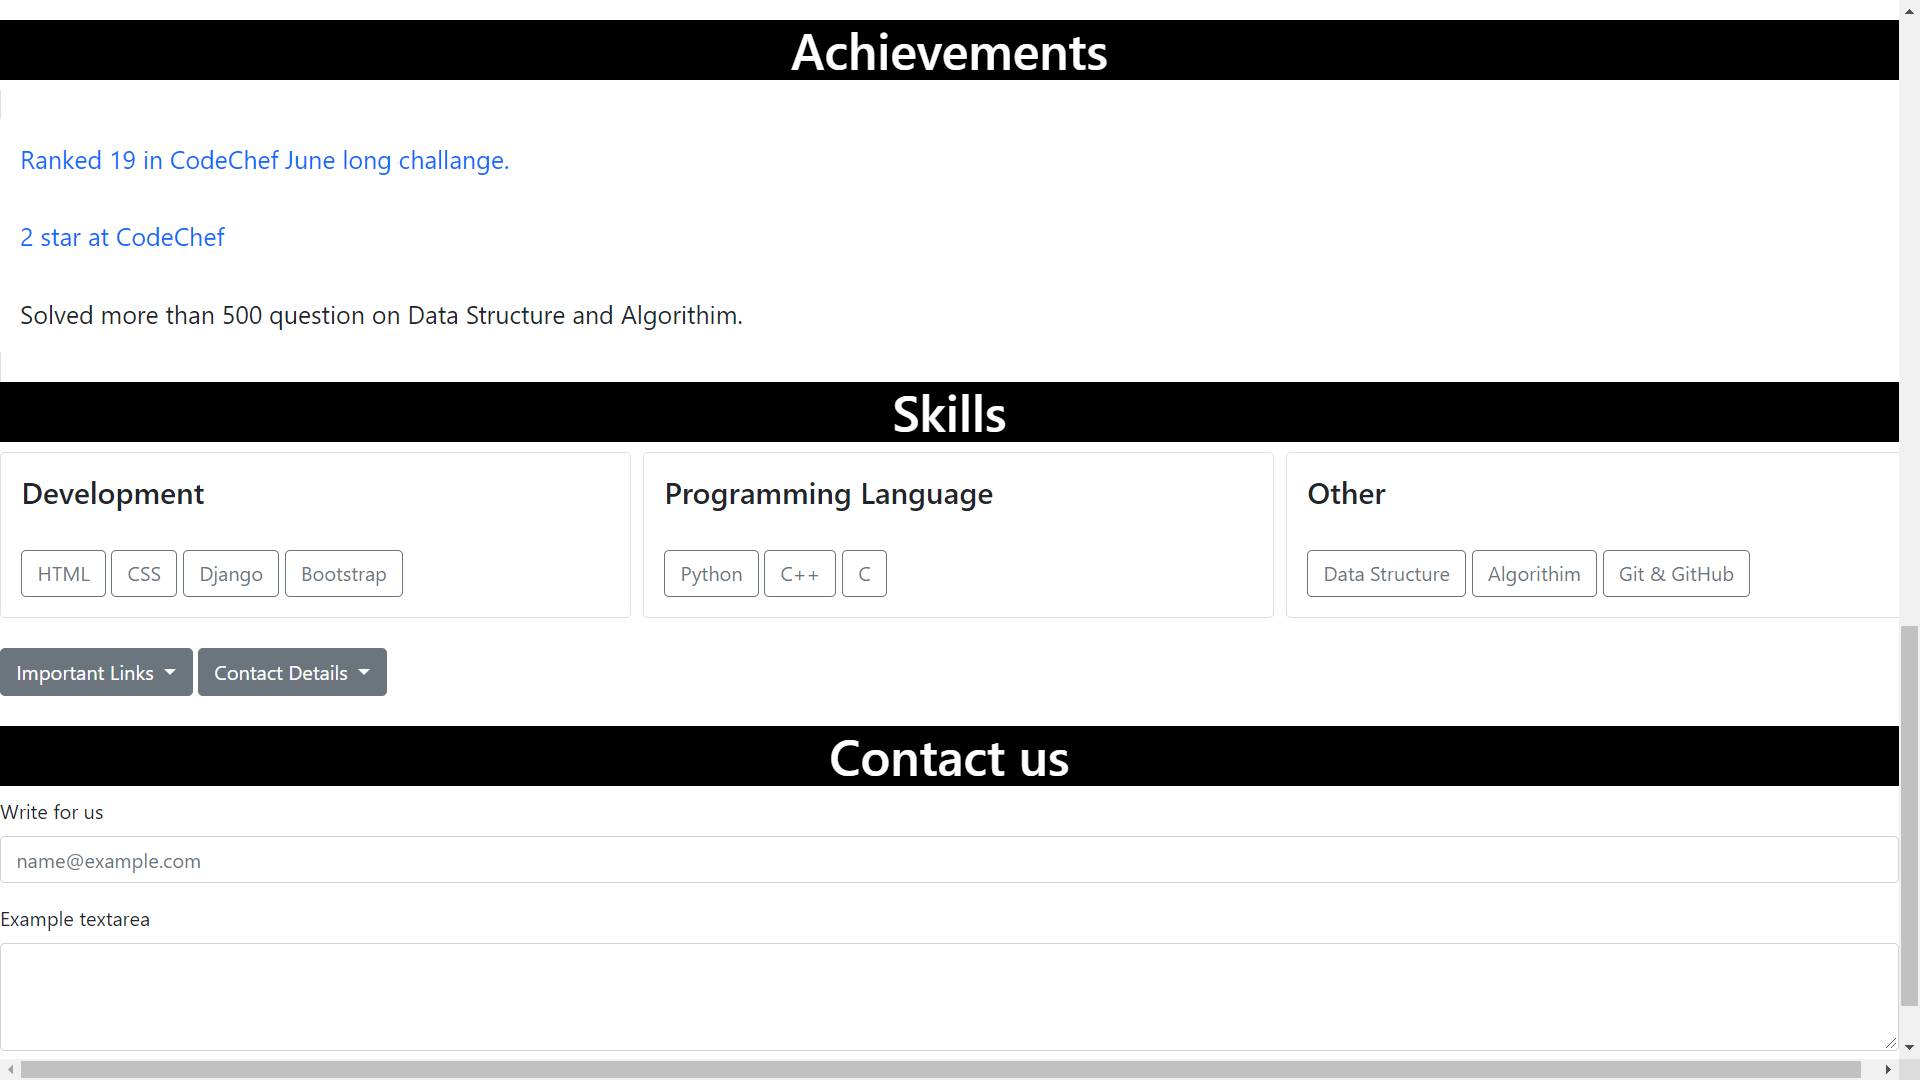 Achievements
Ranked 19 in CodeChef June long challange.
2 star at CodeChef
Solved more than 500 question on Data Structure and Algorithim.
Skills
Development
HTML CSS Django Bootstrap
Programming Language
Python C++ C
Other
Data Structure Algorithim Git & GitHub
Important Links Contact Details
Contact us
Write for us
name@example.com
Example textarea